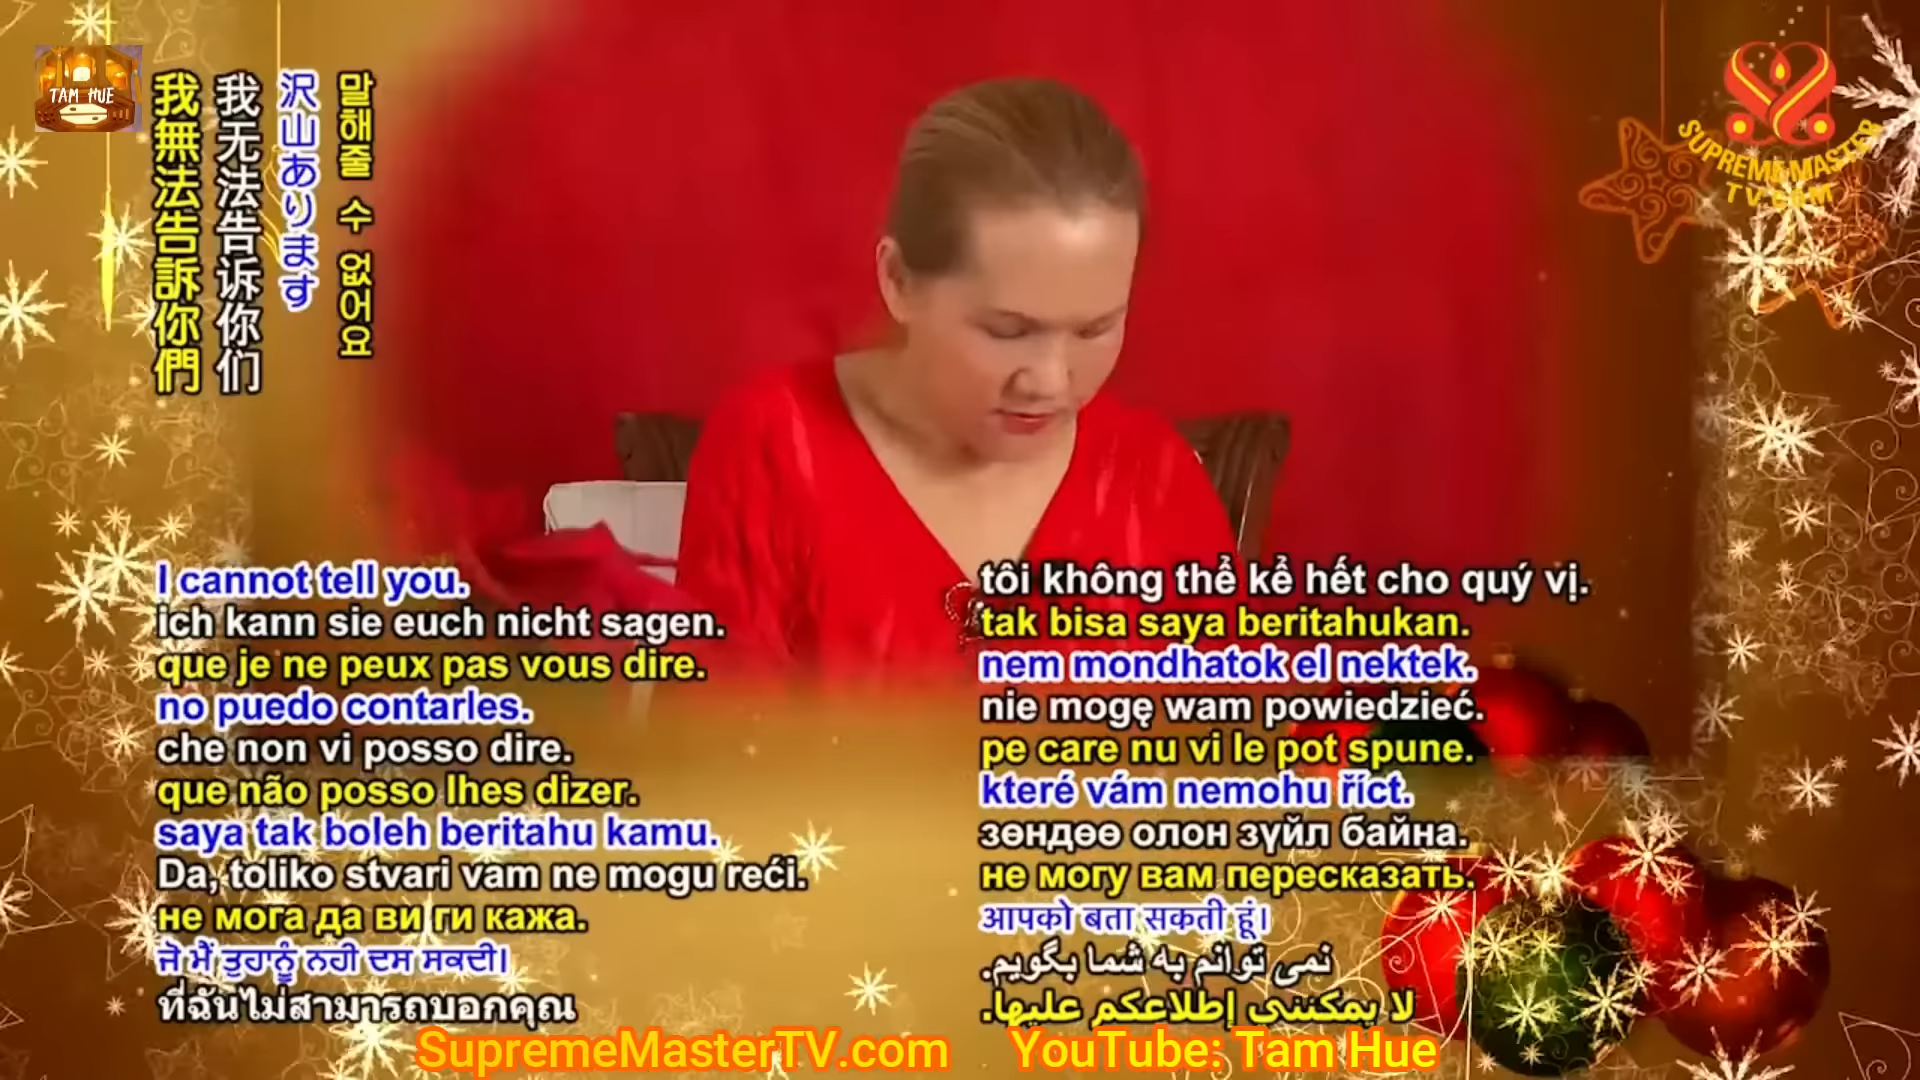 TAM HUE
我無法告訴你們
我无法告诉你们
沢山あります
말해줄 수 없어요
SUPREME MASTER
TV.COM
I cannot tell you.
ich kann sie euch nicht sagen.
que je ne peux pas vous dire.
no puedo contarles.
che non vi posso dire.
que não posso lhes dizer.
saya tak boleh beritahu kamu.
Da, toliko stvari vam ne mogu reći.
не мога да ви ги кажа.
ਜੋ ਮੈਂ ਤੁਹਾਨੂੰ ਨਹੀ ਦਸ ਸਕਦੀ।
ที่ฉันไม่สามารถบอกคุณ
tôi không thể kể hết cho quý vị.
tak bisa saya beritahukan.
nem mondhatok el nektek.
nie mogę wam powiedzieć.
pe care nu vi le pot spune.
které vám nemohu říct.
зөндөө олон зүйл байна.
не могу вам пересказать.
आपको बता सकती हूं।
نمی توانم به شما بگویم.
لا يمكنني إطلاعكم عليها.
SupremeMasterTV.com
YouTube: Tam Hue